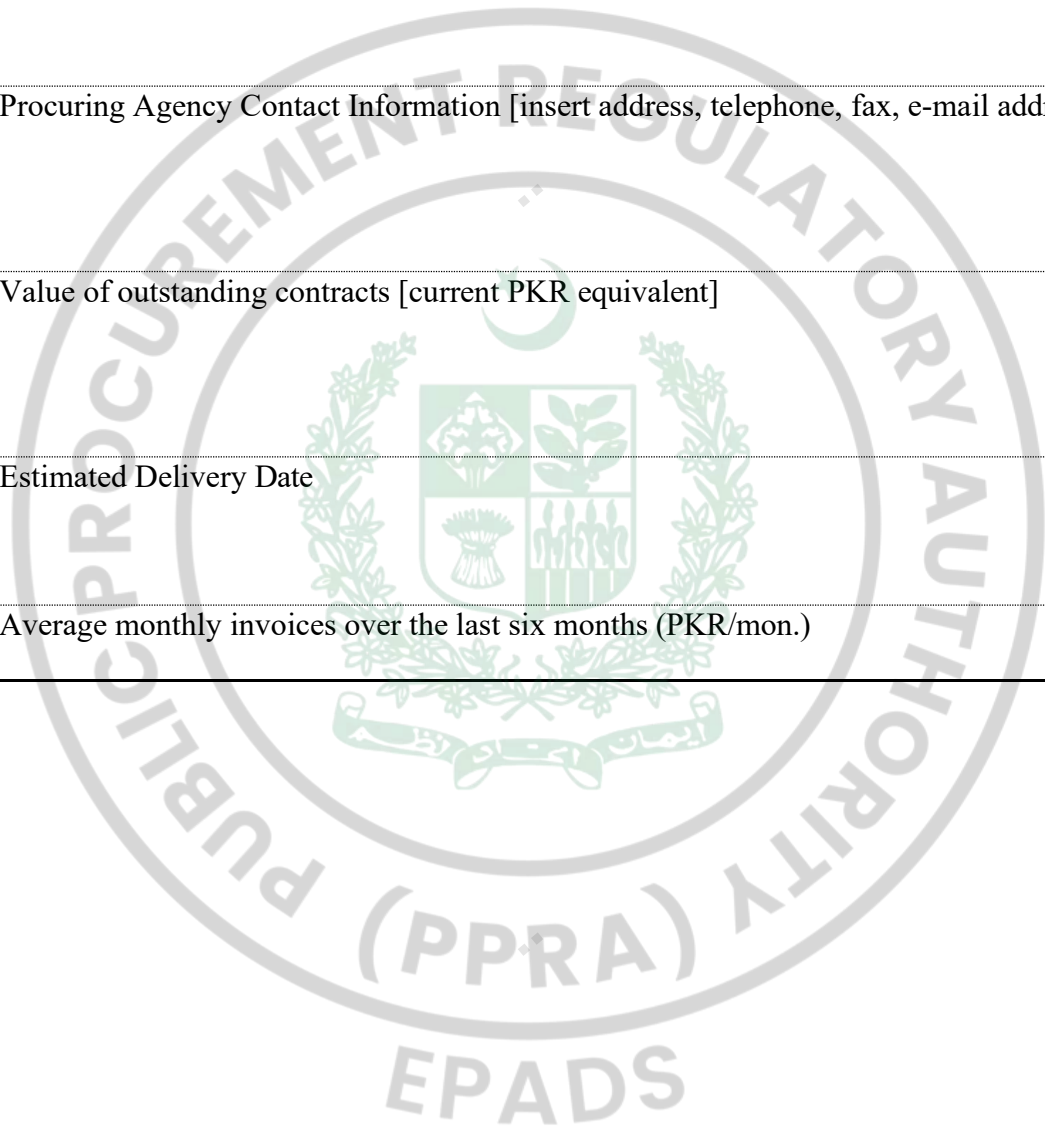 Procuring Agency Contact Information [insert address, telephone, fax, e-mail
Value of outstanding contracts [current PKR equivalent]
Estimated Delivery Date
Average monthly invoices over the last six months (PKR/mon.)
PUBLIC PROCUREMENT REGULATORY AUTHORITY
(PPRA)
EPADS